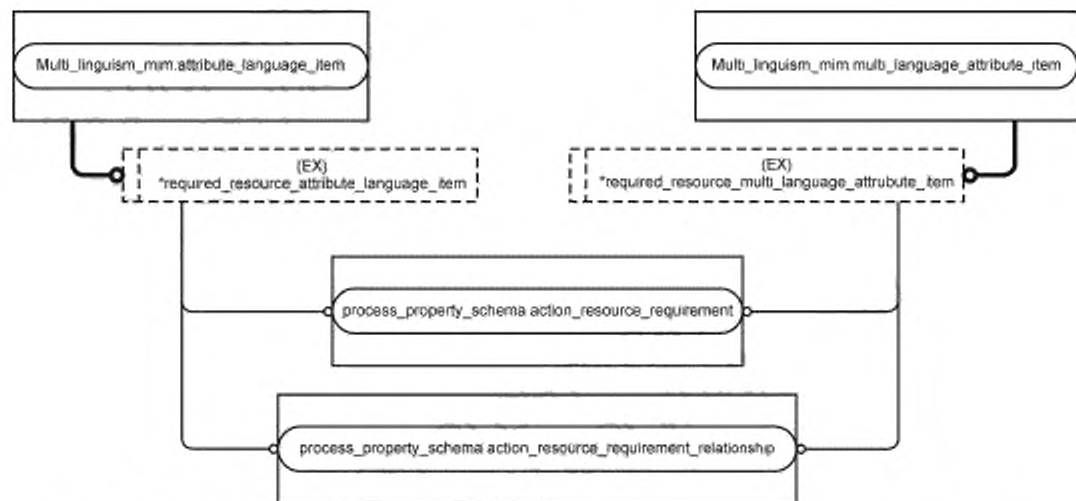 Multi_linguism_mim.attribute_language_item
Multi_linguism_mim.multi_language_attribute_item
(EX)
*required_resource_attribute_language_item
(EX)
*required_resource_multi_language_attrubute_item
process_property_schema.action_resource_requirement
process_property_schema.action_resource_requirement_relationship